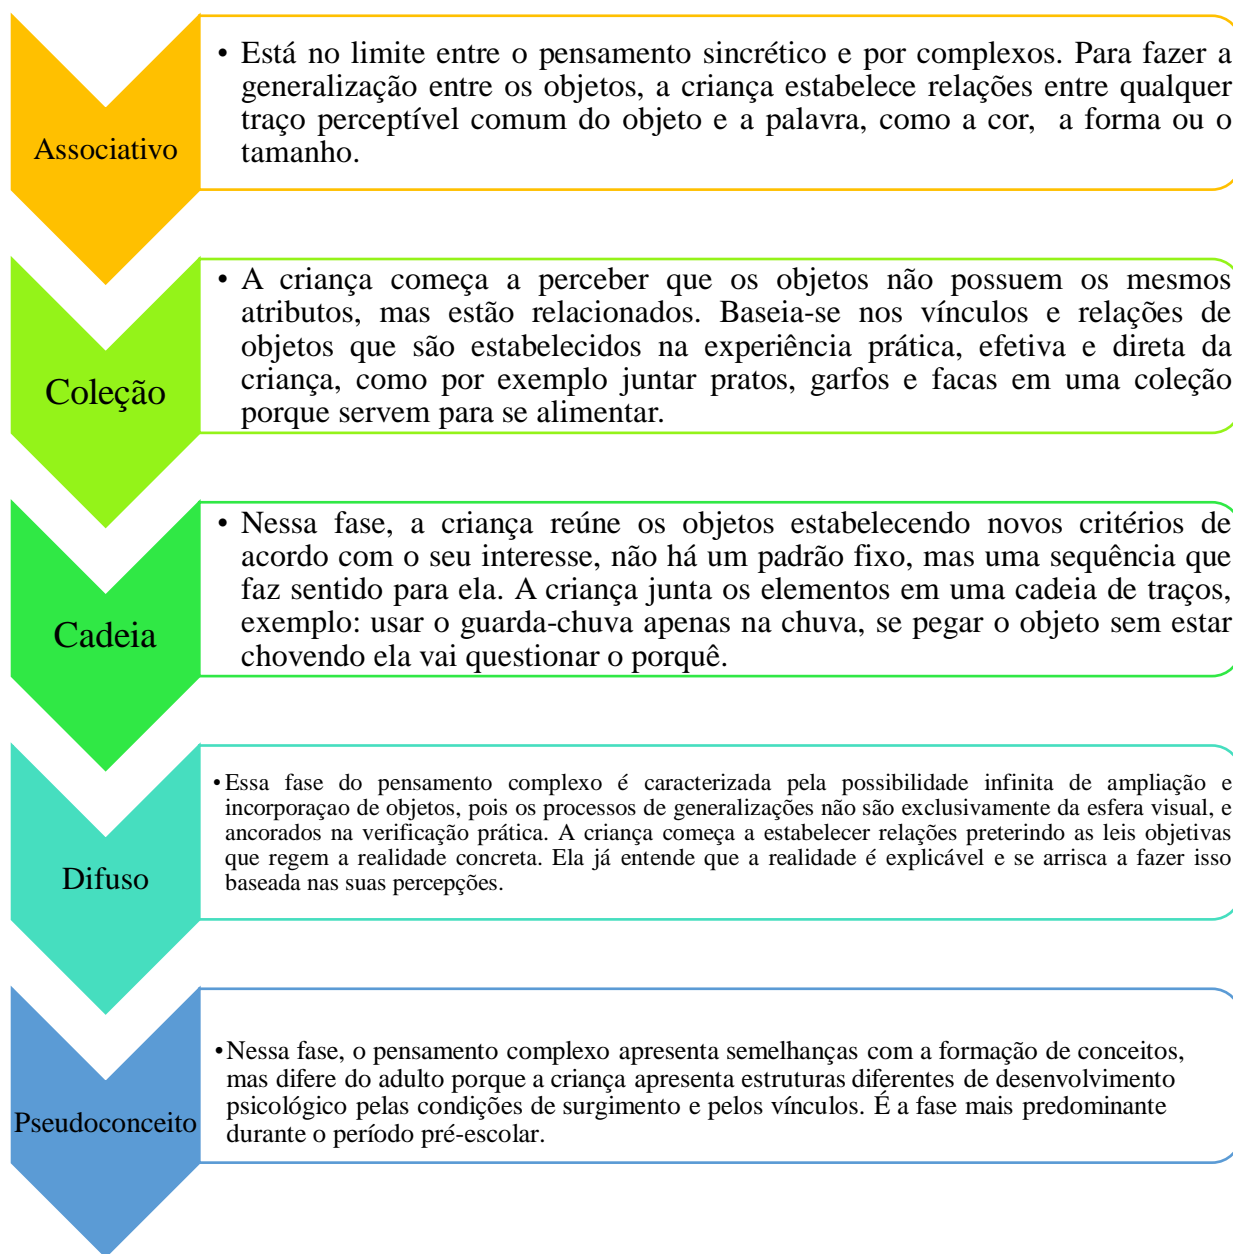 Associativo
• Está no limite entre o pensamento sincrético e por complexos. Para fazer a
generalização entre os objetos, a criança estabelece relações entre qualquer
traço perceptível comum do objeto e a palavra, como a cor, a forma ou o
tamanho.
Coleção
• A criança começa a perceber que os objetos não possuem os mesmos
atributos, mas estão relacionados. Baseia-se nos vínculos e relações de
objetos que são estabelecidos na experiência prática, efetiva e direta da
criança, como por exemplo juntar pratos, garfos e facas em uma coleção
porque servem para se alimentar.
Cadeia
• Nessa fase, a criança reúne os objetos estabelecendo novos critérios de
acordo com o seu interesse, não há um padrão fixo, mas uma sequência que
faz sentido para ela. A criança junta os elementos em uma cadeia de traços,
exemplo: usar o guarda-chuva apenas na chuva, se pegar o objeto sem estar
chovendo ela vai questionar o porquê.
Difuso
• Essa fase do pensamento complexo é caracterizada pela possibilidade infinita de ampliação e
incorporaçao de objetos, pois os processos de generalizações não são exclusivamente da esfera visual, e
ancorados na verificação prática. A criança começa a estabelecer relações preterindo as leis objetivas
que regem a realidade concreta. Ela já entende que a realidade é explicável e se arrisca a fazer isso
baseada nas suas percepções.
Pseudoconceito
• Nessa fase, o pensamento complexo apresenta semelhanças com a formação de conceitos,
mas difere do adulto porque a criança apresenta estruturas diferentes de desenvolvimento
psicológico pelas condições de surgimento e pelos vínculos. É a fase mais predominante
durante o período pré-escolar.